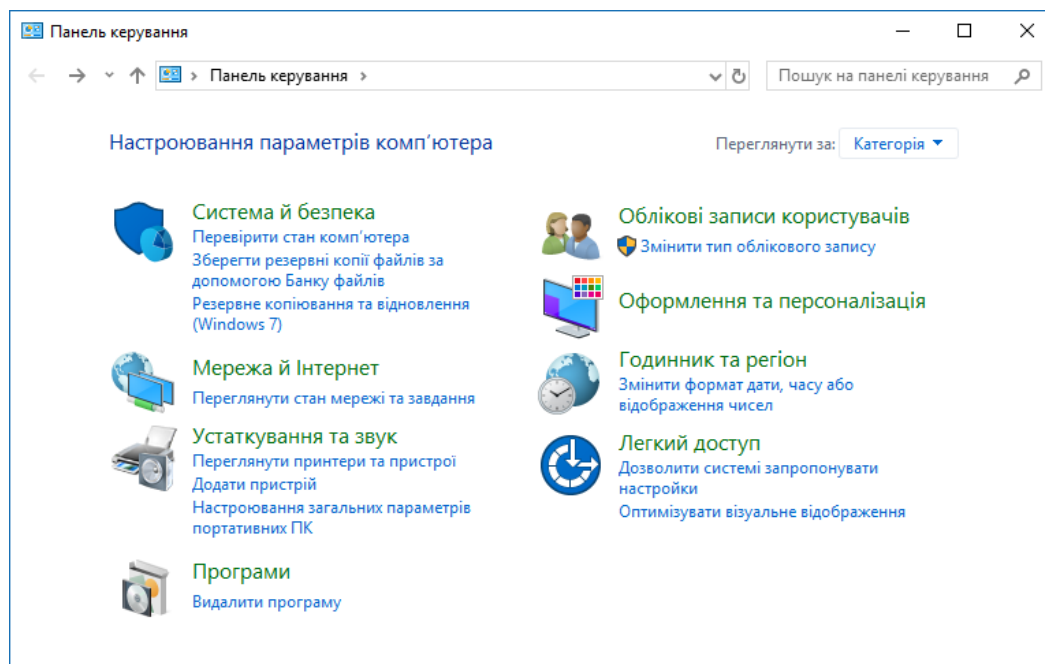 Панель керування
Панель керування
Пошук на панелі керування
Настроювання параметрів комп’ютера
Переглянути за: Категорія
Система й безпека
Перевірити стан комп’ютера
Зберегти резервні копії файлів за
допомогою Банку файлів
Резервне копіювання та відновлення
(Windows 7)
Мережа й Інтернет
Переглянути стан мережі та завдання
Устаткування та звук
Переглянути принтери та пристрої
Додати пристрій
Настроювання загальних параметрів
портативних ПК
Програми
Видалити програму
Облікові записи користувачів
Змінити тип облікового запису
Оформлення та персоналізація
Годинник та регіон
Змінити формат дати, часу або
відображення чисел
Легкий доступ
Дозволити системі запропонувати
настройки
Оптимізувати візуальне відображення